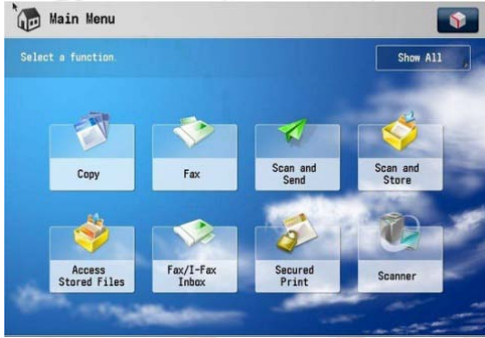 Main Menu
Select a function.
Show All
Copy
Fax
Scan and
Send
Scan and
Store
Access
Stored Files
Fax/I-Fax
Inbox
Secured
Print
Scanner